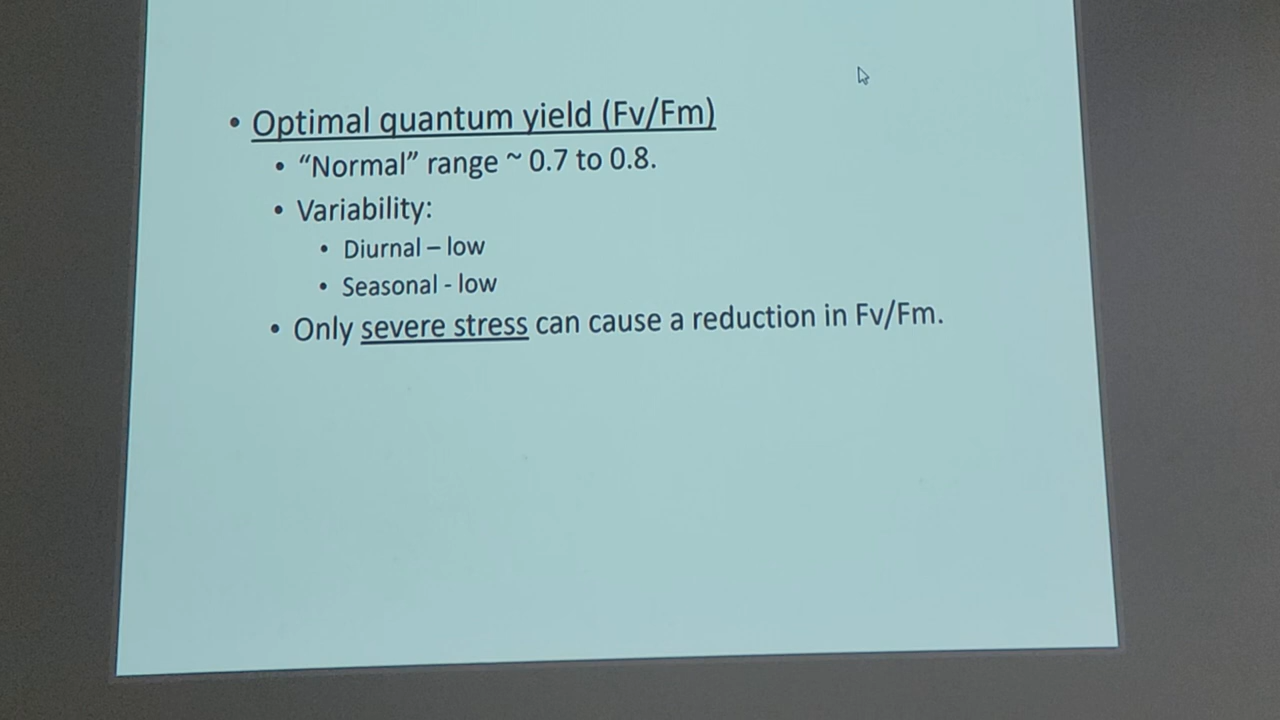 • Optimal quantum yield (Fv/Fm)
• “Normal” range ~ 0.7 to 0.8.
• Variability:
• Diurnal – low
• Seasonal - low
• Only severe stress can cause a reduction in Fv/Fm.